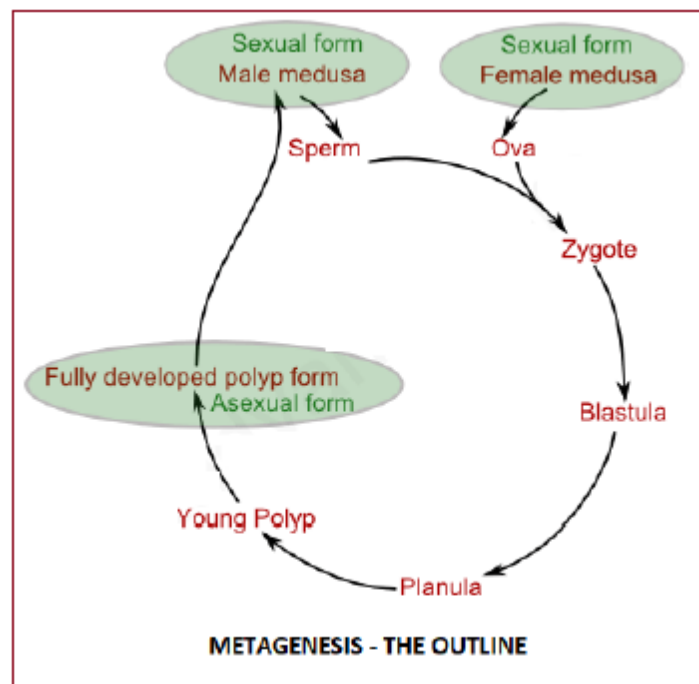 Sexual form
Male medusa
Sexual form
Female medusa
Sperm
Ova
Zygote
Fully developed polyp form
Asexual form
Blastula
Young Polyp
Planula
METAGENESIS - THE OUTLINE